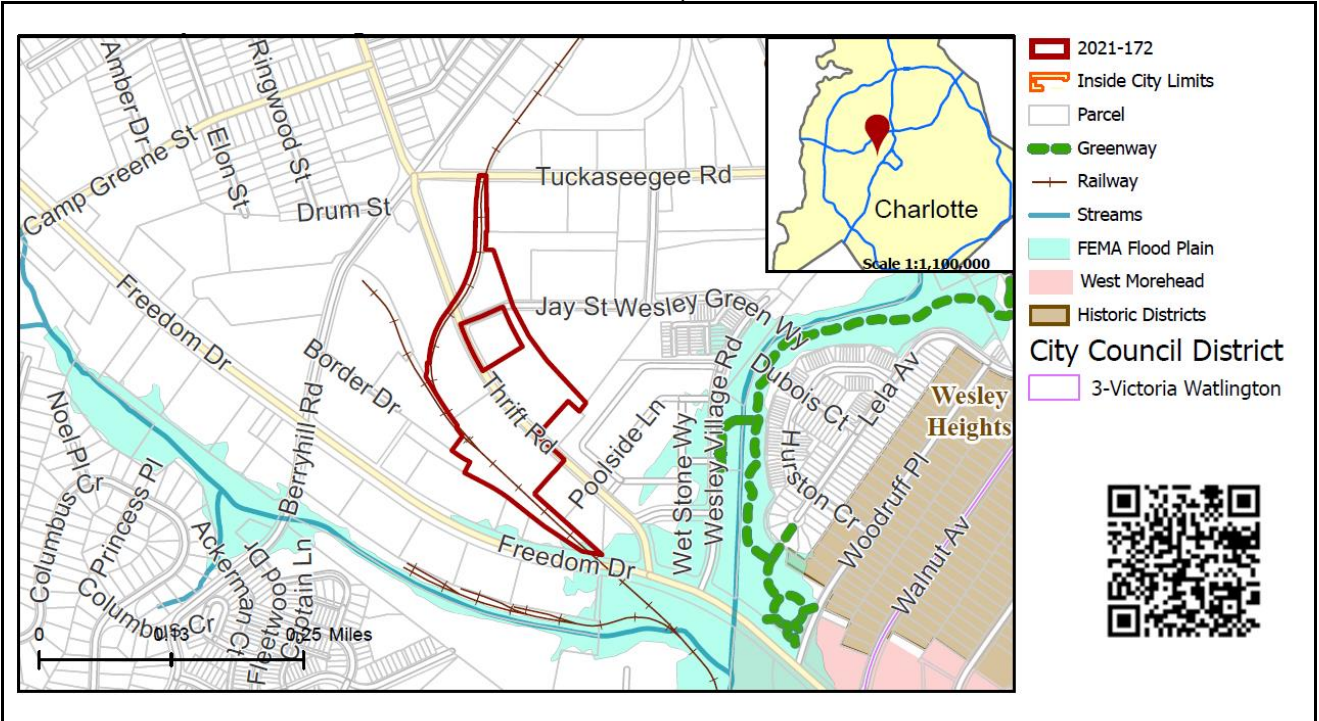 Amber Dr
Ringwood St
Elon St
Camp Greene St
Drum St
Tuckaseegee Rd
Freedom Dr
Jay St
Wesley Green Wy
Border Dr
Berryhill Rd
Thrift Rd
Poolside Ln
Wet Stone Wy
Wesley Village Rd
Dubois Ct
Lela Av
Hurston Cr
Woodruff Pl
Walnut Av
Wesley
Heights
Noel Pl
Columbus Cr
Princess Pl
Columbus Cr
Ackerman Ct
Fleetwood Dr
Captain Ln
Freedom Dr
0
0.13
0.25 Miles
Charlotte
Scale 1:1,100,000
2021-172
Inside City Limits
Parcel
Greenway
Railway
Streams
FEMA Flood Plain
West Morehead
Historic Districts
City Council District
3-Victoria Watlington